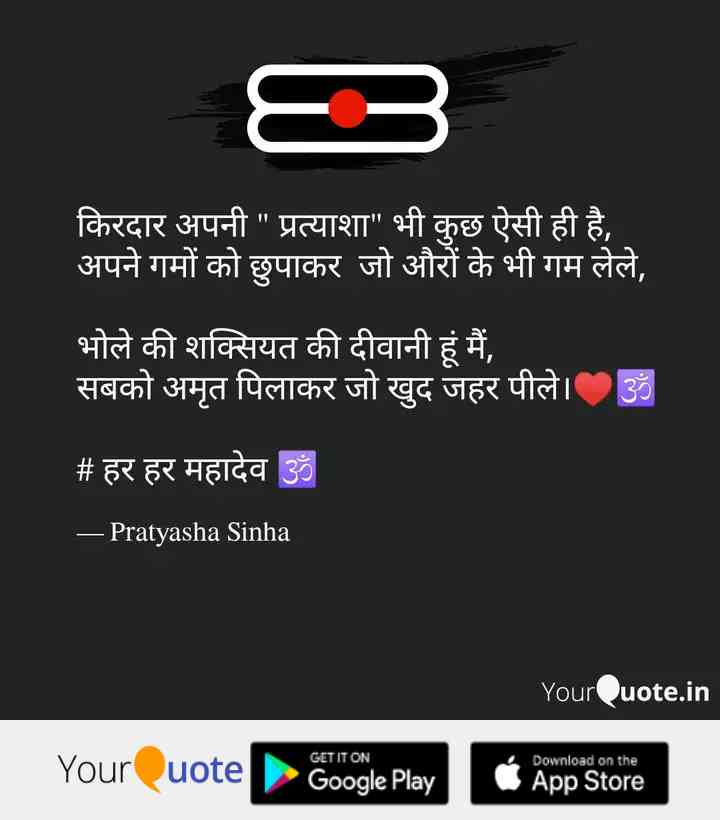 किरदार अपनी " प्रत्याशा" भी कुछ ऐसी ही है,
अपने गमों को छुपाकर  जो औरों के भी गम लेले,
भोले की शक्सियत की दीवानी हूं मैं,
सबको अमृत पिलाकर जो खुद जहर पीले।♥️🕉️
# हर हर महादेव 🕉️
— Pratyasha Sinha
YourQuote.in
YourQuote
GET IT ON
Google Play
Download on the
App Store